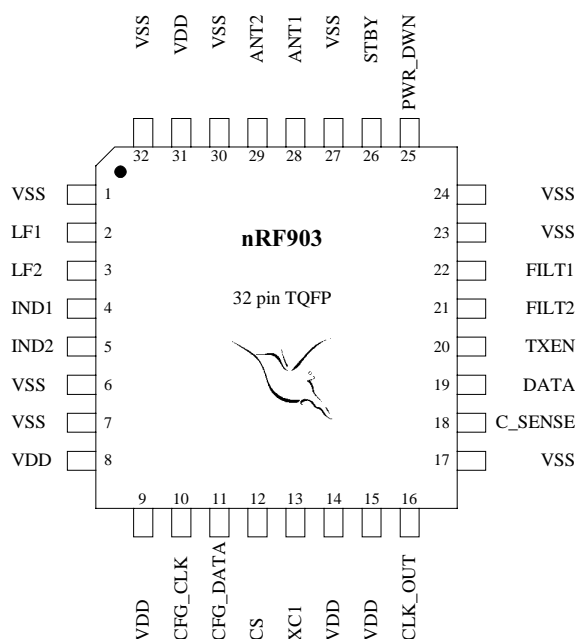 VSS
VDD
VSS
ANT2
ANT1
VSS
STBY
PWR_DWN
32 31 30 29 28 27 26 25
VSS 1 24 VSS
LF1 2 23 VSS
nRF903
LF2 3 22 FILT1
32 pin TQFP
IND1 4 21 FILT2
IND2 5 20 TXEN
VSS 6 19 DATA
VSS 7 18 C_SENSE
VDD 8 17 VSS
9 10 11 12 13 14 15 16
VDD
CFG_CLK
CFG_DATA
CS
XC1
VDD
VDD
CLK_OUT